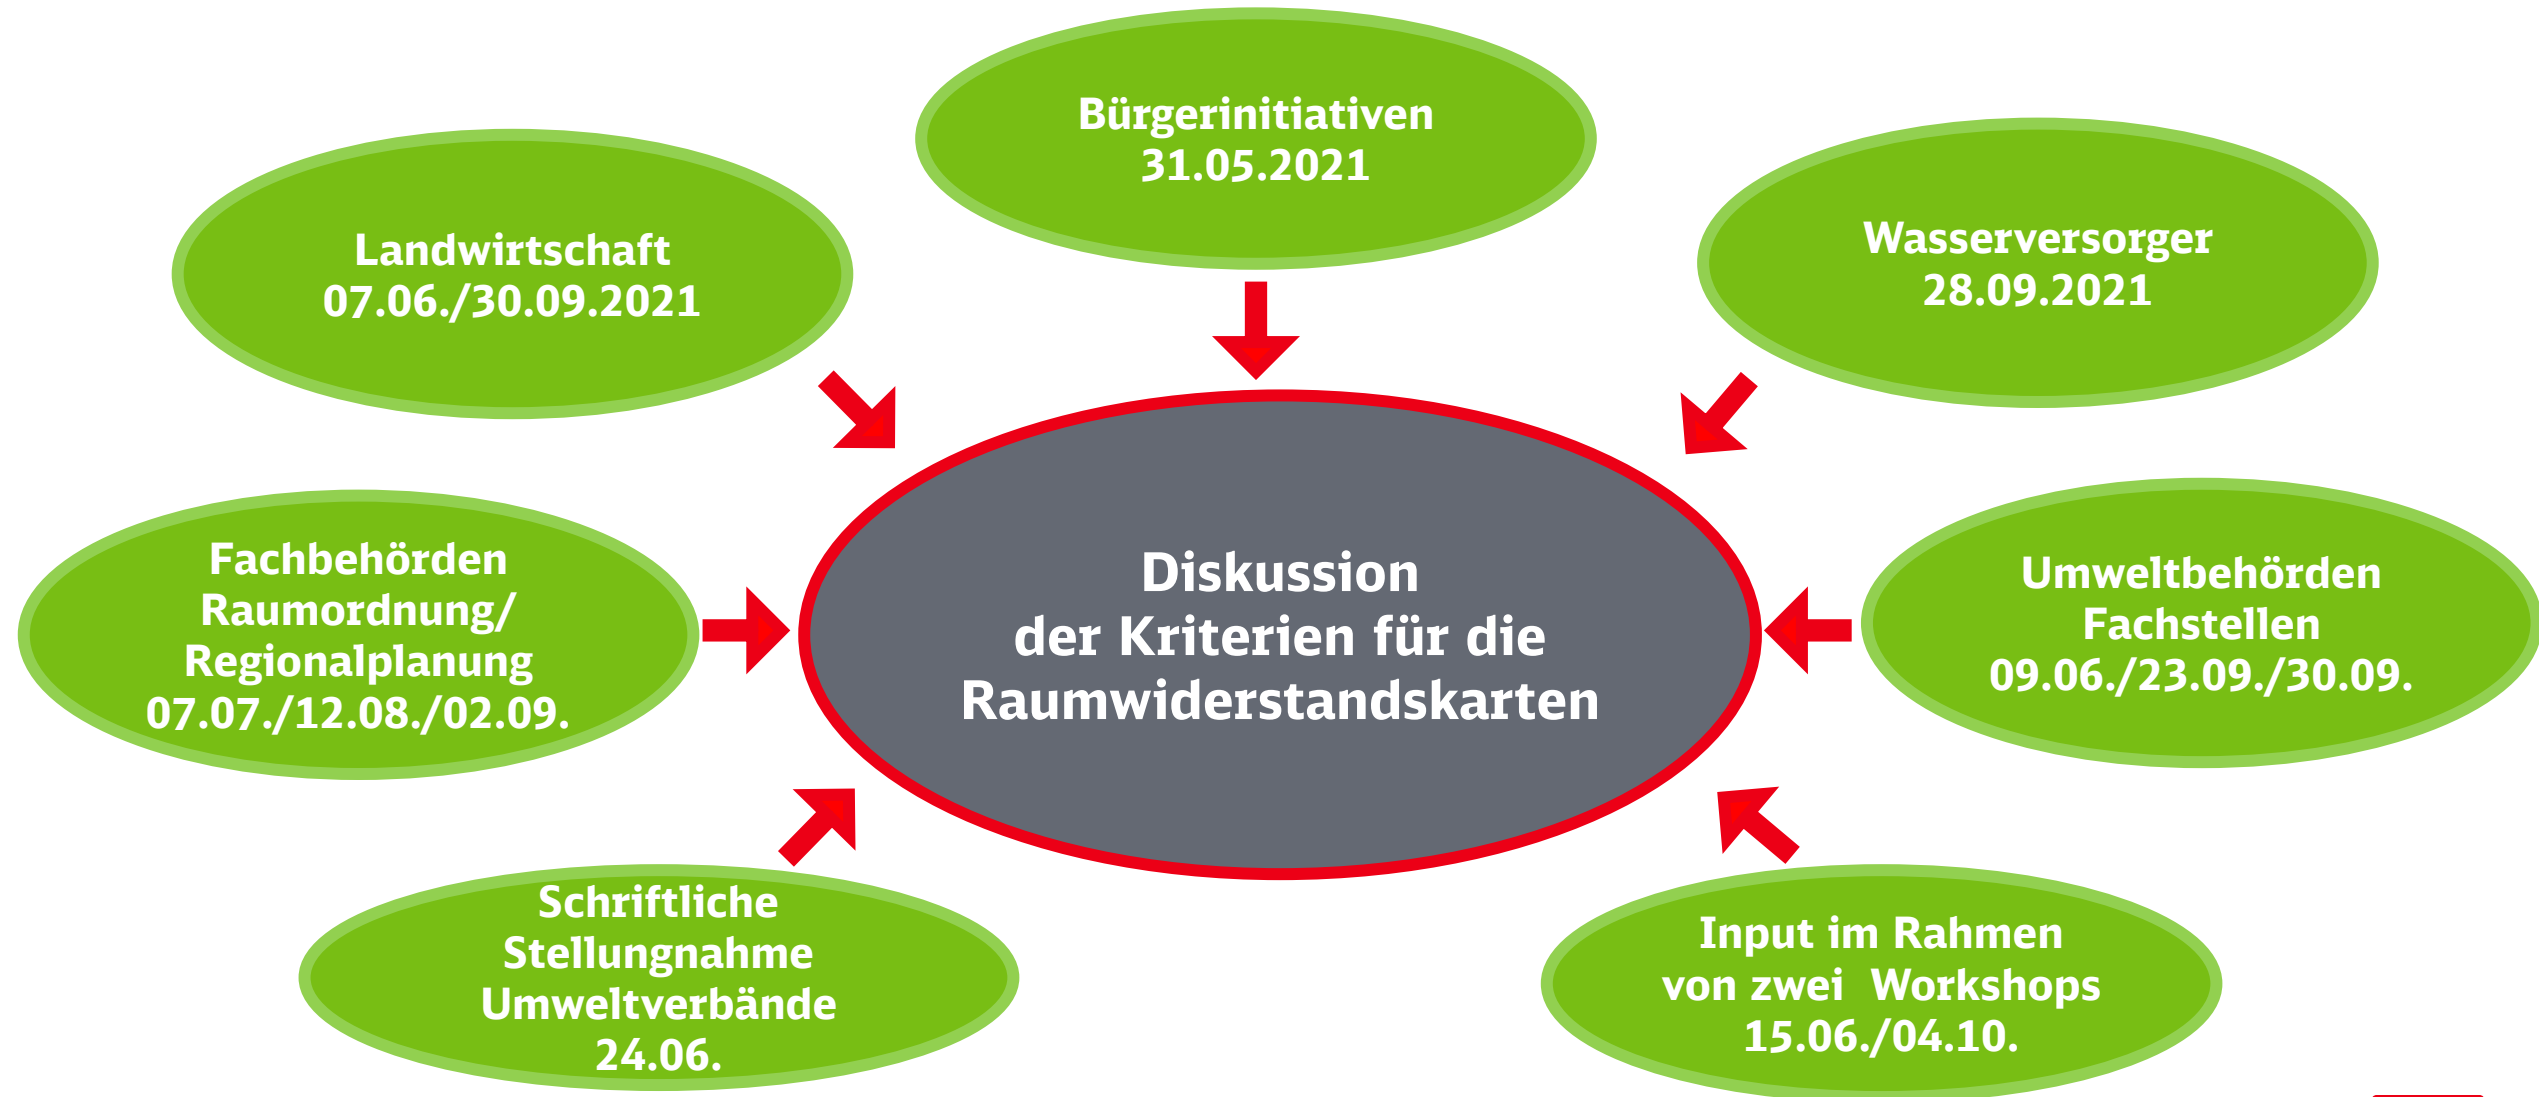 Bürgerinitiativen
31.05.2021
Landwirtschaft
07.06./30.09.2021
Wasserversorger
28.09.2021
Fachbehörden
Raumordnung/
Regionalplanung
07.07./12.08./02.09.
Diskussion
der Kriterien für die
Raumwiderstandskarten
Umweltbehörden
Fachstellen
09.06./23.09./30.09.
Schriftliche
Stellungnahme
Umweltverbände
24.06.
Input im Rahmen
von zwei  Workshops
15.06./04.10.